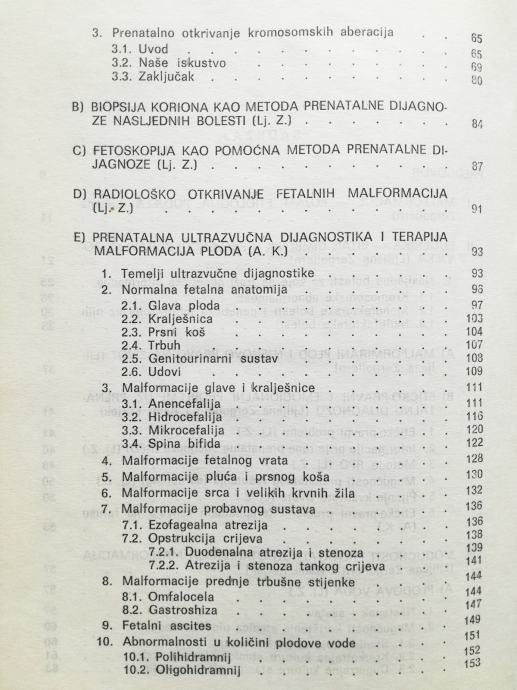 3. Prenatalno otkrivanje kromosomskih aberacija . . 65
3.1. Uvod . . . . . . . . . . 65
3.2. Naše iskustvo . . . . . . . . 69
3.3. Zaključak . . . . . . . . . 80
B) BIOPSIJA KORIONA KAO METODA PRENATALNE DIJAGNO-
ZE NASLJEDNIH BOLESTI (Lj. Z.) . . . . . . 84
C) FETOSKOPIJA KAO POMOĆNA METODA PRENATALNE DI-
JAGNOZE (Lj. Z.) . . . . . . . . . 87
D) RADIOLOŠKO OTKRIVANJE FETALNIH MALFORMACIJA
(Lj. Z.) . . . . . . . . . . . 91
E) PRENATALNA ULTRAZVUČNA DIJAGNOSTIKA I TERAPIJA
MALFORMACIJA PLODA (A. K.) . . . . . . 93
1. Temelji ultrazvučne dijagnostike . . . . . 93
2. Normalna fetalna anatomija . . . . . . 96
2.1. Glava ploda . . . . . . . . 97
2.2. Kralješnica . . . . . . . . 103
2.3. Prsni koš . . . . . . . . 104
2.4. Trbuh . . . . . . . . . 107
2.5. Genitourinarni sustav . . . . . . 108
2.6. Udovi . . . . . . . . . 109
3. Malformacije glave i kralješnice . . . . . 111
3.1. Anencefalija . . . . . . . . 111
3.2. Hidrocefalija . . . . . . . . 116
3.3. Mikrocefalija . . . . . . . . 120
3.4. Spina bifida . . . . . . . . 122
4. Malformacije fetalnog vrata . . . . . . 128
5. Malformacije pluća i prsnog koša . . . . . 130
6. Malformacije srca i velikih krvnih žila . . . . 132
7. Malformacije probavnog sustava . . . . . 136
7.1. Ezofagealna atrezija . . . . . . 136
7.2. Opstrukcija crijeva . . . . . . . 138
7.2.1. Duodenalna atrezija i stenoza . . . . 139
7.2.2. Atrezija i stenoza tankog crijeva . . . 141
8. Malformacije prednje trbušne stijenke . . . . 144
8.1. Omfalocela . . . . . . . . 144
8.2. Gastroshiza . . . . . . . . 147
9. Fetalni ascites . . . . . . . . 149
10. Abnormalnosti u količini plodove vode . . . . 151
10.1. Polihidramnij . . . . . . . . 152
10.2. Oligohidramnij . . . . . . . 153